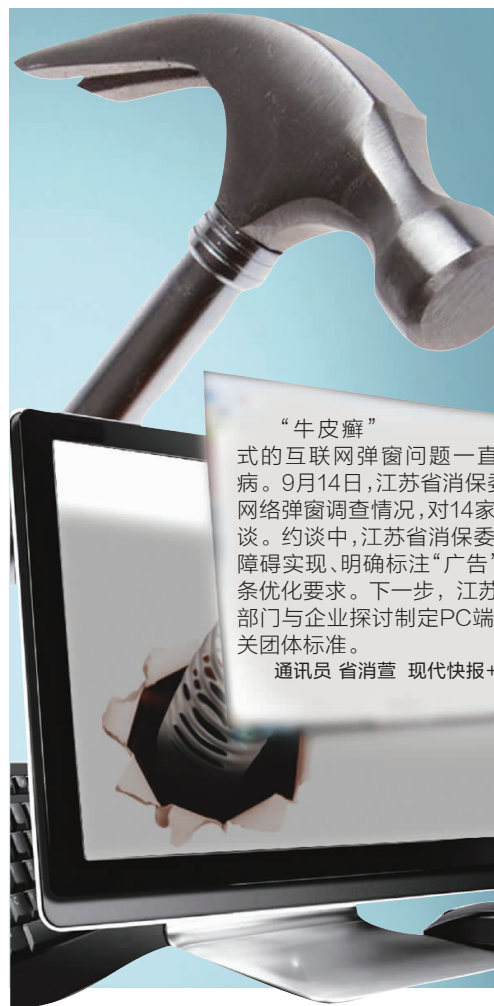 “牛皮癣”
式的互联网弹窗问题一直
病。9月14日，江苏省消保委
网络弹窗调查情况，对14家
谈。约谈中，江苏省消保委
障碍实现、明确标注“广告”
条优化要求。下一步，江苏
部门与企业探讨制定PC端
关团体标准。
通讯员 省消萱 现代快报+